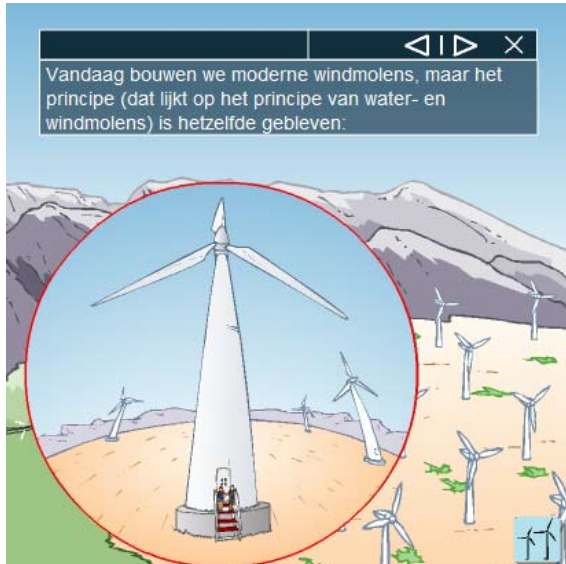 Vandaag bouwen we moderne windmolens, maar het
principe (dat lijkt op het principe van water- en
windmolens) is hetzelfde gebleven: